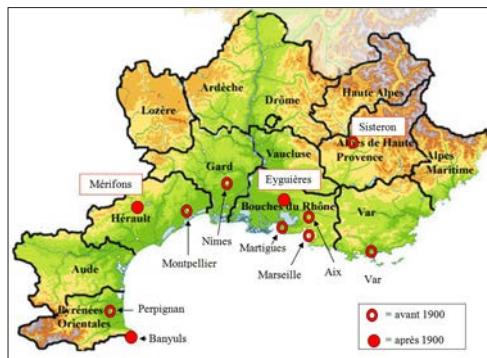 Ardèche
Haute Alpes
Drôme
Lozère
Sisteron
Alpes de Haute
Provence
Gard
Vaucluse
Alpes
Maritime
Mérifons
Eyguières
Hérault
Bouches du Rhône
Var
Nîmes
Martigues
Montpellier
Aix
Marseille
Var
Aude
Pyrénées
Orientales
Perpignan
Banyuls
= avant 1900
= après 1900